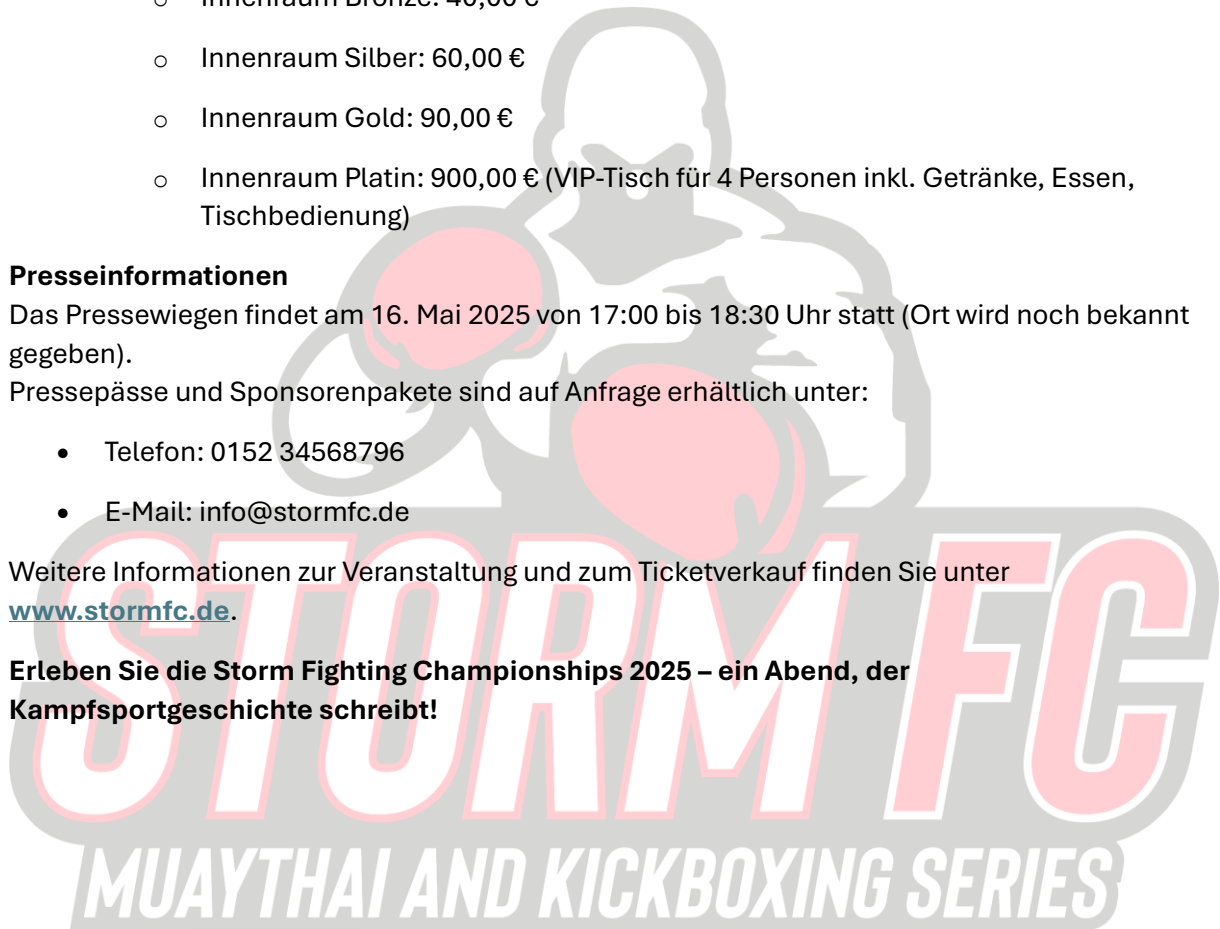 o Innenraum Bronze: 40,00 €
o Innenraum Silber: 60,00 €
o Innenraum Gold: 90,00 €
o Innenraum Platin: 900,00 € (VIP-Tisch für 4 Personen inkl. Getränke, Essen,
Tischbedienung)
Presseinformationen
Das Pressewiegen findet am 16. Mai 2025 von 17:00 bis 18:30 Uhr statt (Ort wird noch bekannt
gegeben).
Pressepässe und Sponsorenpakete sind auf Anfrage erhältlich unter:
• Telefon: 0152 34568796
• E-Mail: info@stormfc.de
Weitere Informationen zur Veranstaltung und zum Ticketverkauf finden Sie unter
www.stormfc.de.
Erleben Sie die Storm Fighting Championships 2025 – ein Abend, der
Kampfsportgeschichte schreibt!
STORM FC
MUAYTHAI AND KICKBOXING SERIES